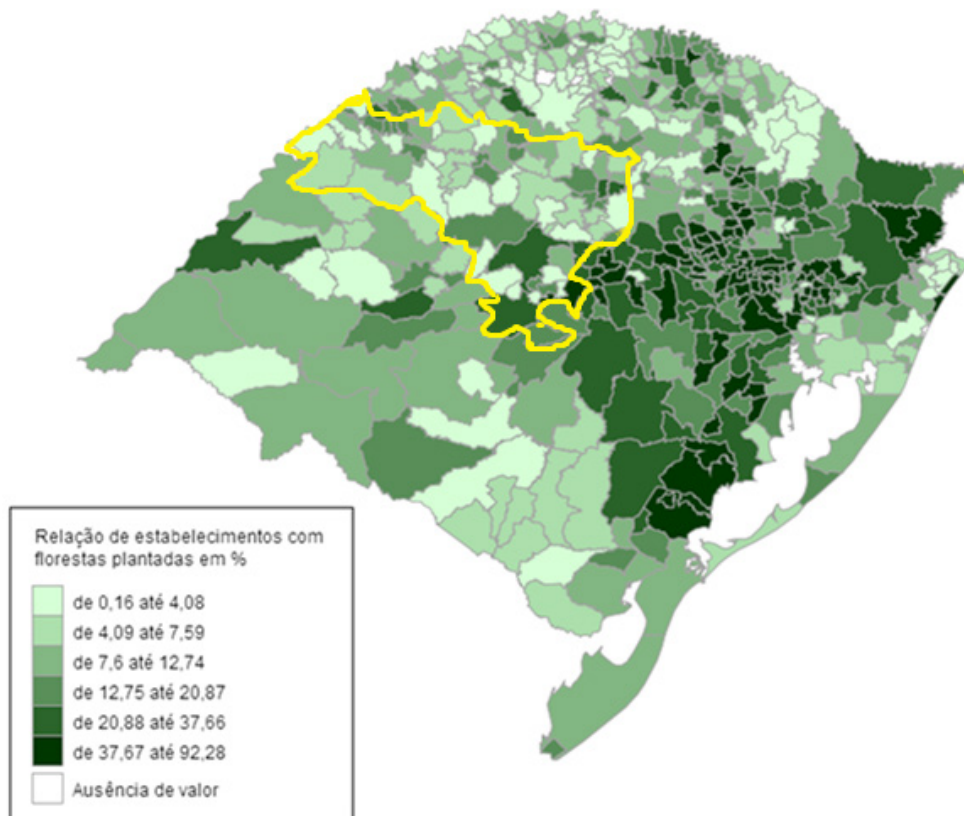 Relação de estabelecimentos com
florestas plantadas em %
de 0,16 até 4,08
de 4,09 até 7,59
de 7,6 até 12,74
de 12,75 até 20,87
de 20,88 até 37,66
de 37,67 até 92,28
Ausência de valor